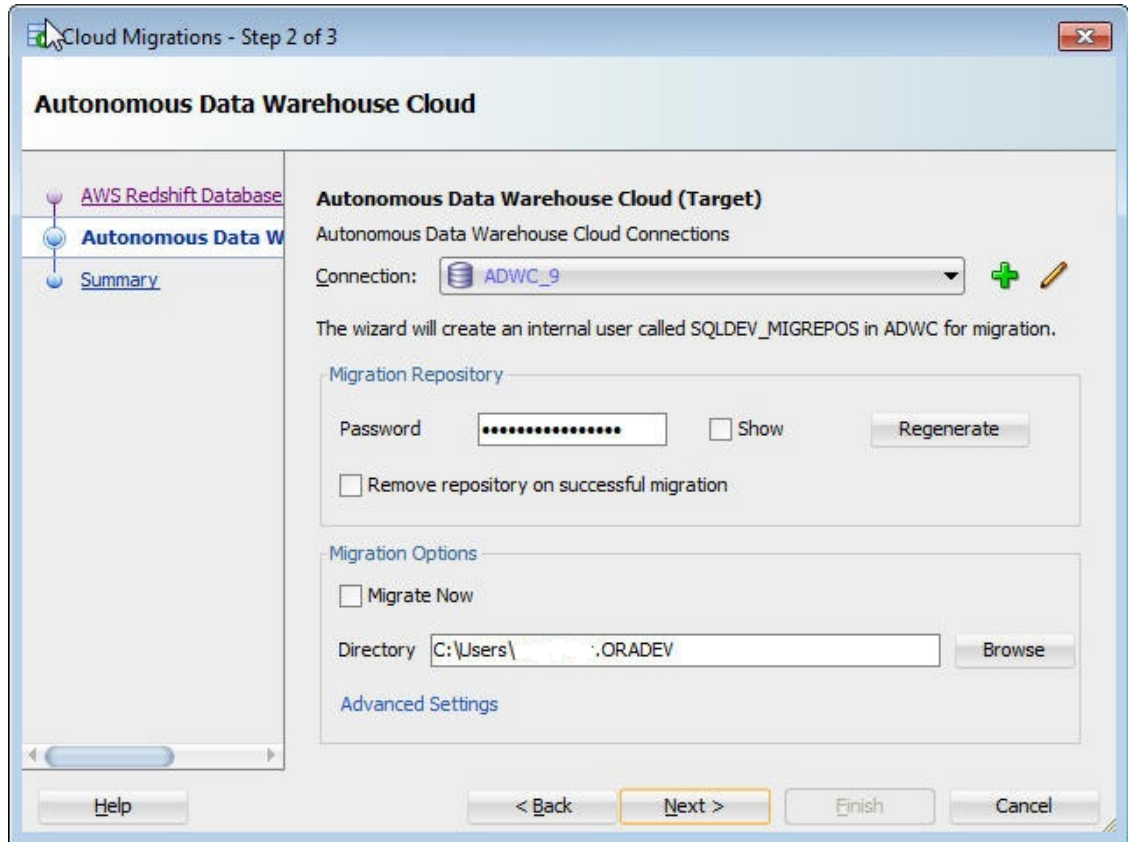 Cloud Migrations - Step 2 of 3
Autonomous Data Warehouse Cloud
AWS Redshift Database
Autonomous Data W
Summary
Autonomous Data Warehouse Cloud (Target)
Autonomous Data Warehouse Cloud Connections
Connection: ADWC_9
The wizard will create an internal user called SQLDEV_MIGREPOS in ADWC for migration.
Migration Repository
Password •••••••••••••••• Show Regenerate
Remove repository on successful migration
Migration Options
Migrate Now
Directory C:\Users\ .ORADEV Browse
Advanced Settings
Help < Back Next > Finish Cancel